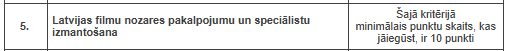 5.
Latvijas filmu nozares pakalpojumu un speciālistu
izmantošana
Šajā kritērijā
minimālais punktu skaits, kas
jāiegūst, ir 10 punkti